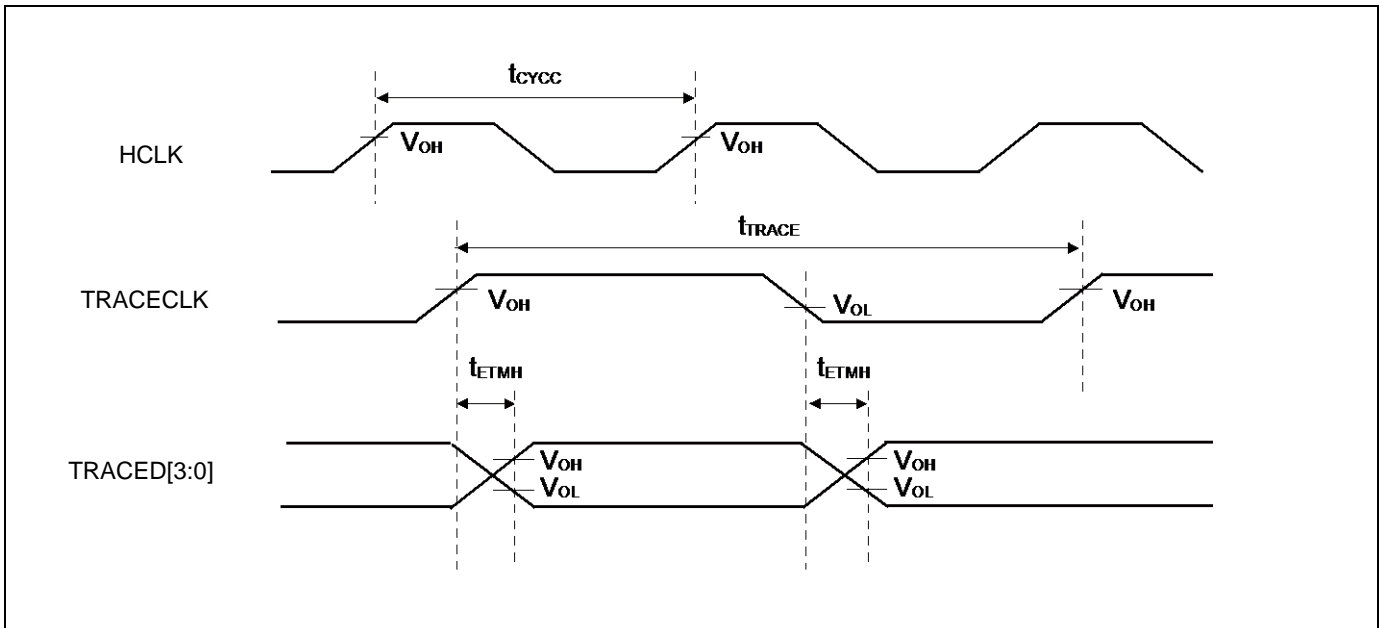 tCYCC
HCLK
VOH
VOH
tTRACE
TRACECLK
VOH
VOL
VOH
tETMH
tETMH
TRACED[3:0]
VOH
VOH
VOL
VOL